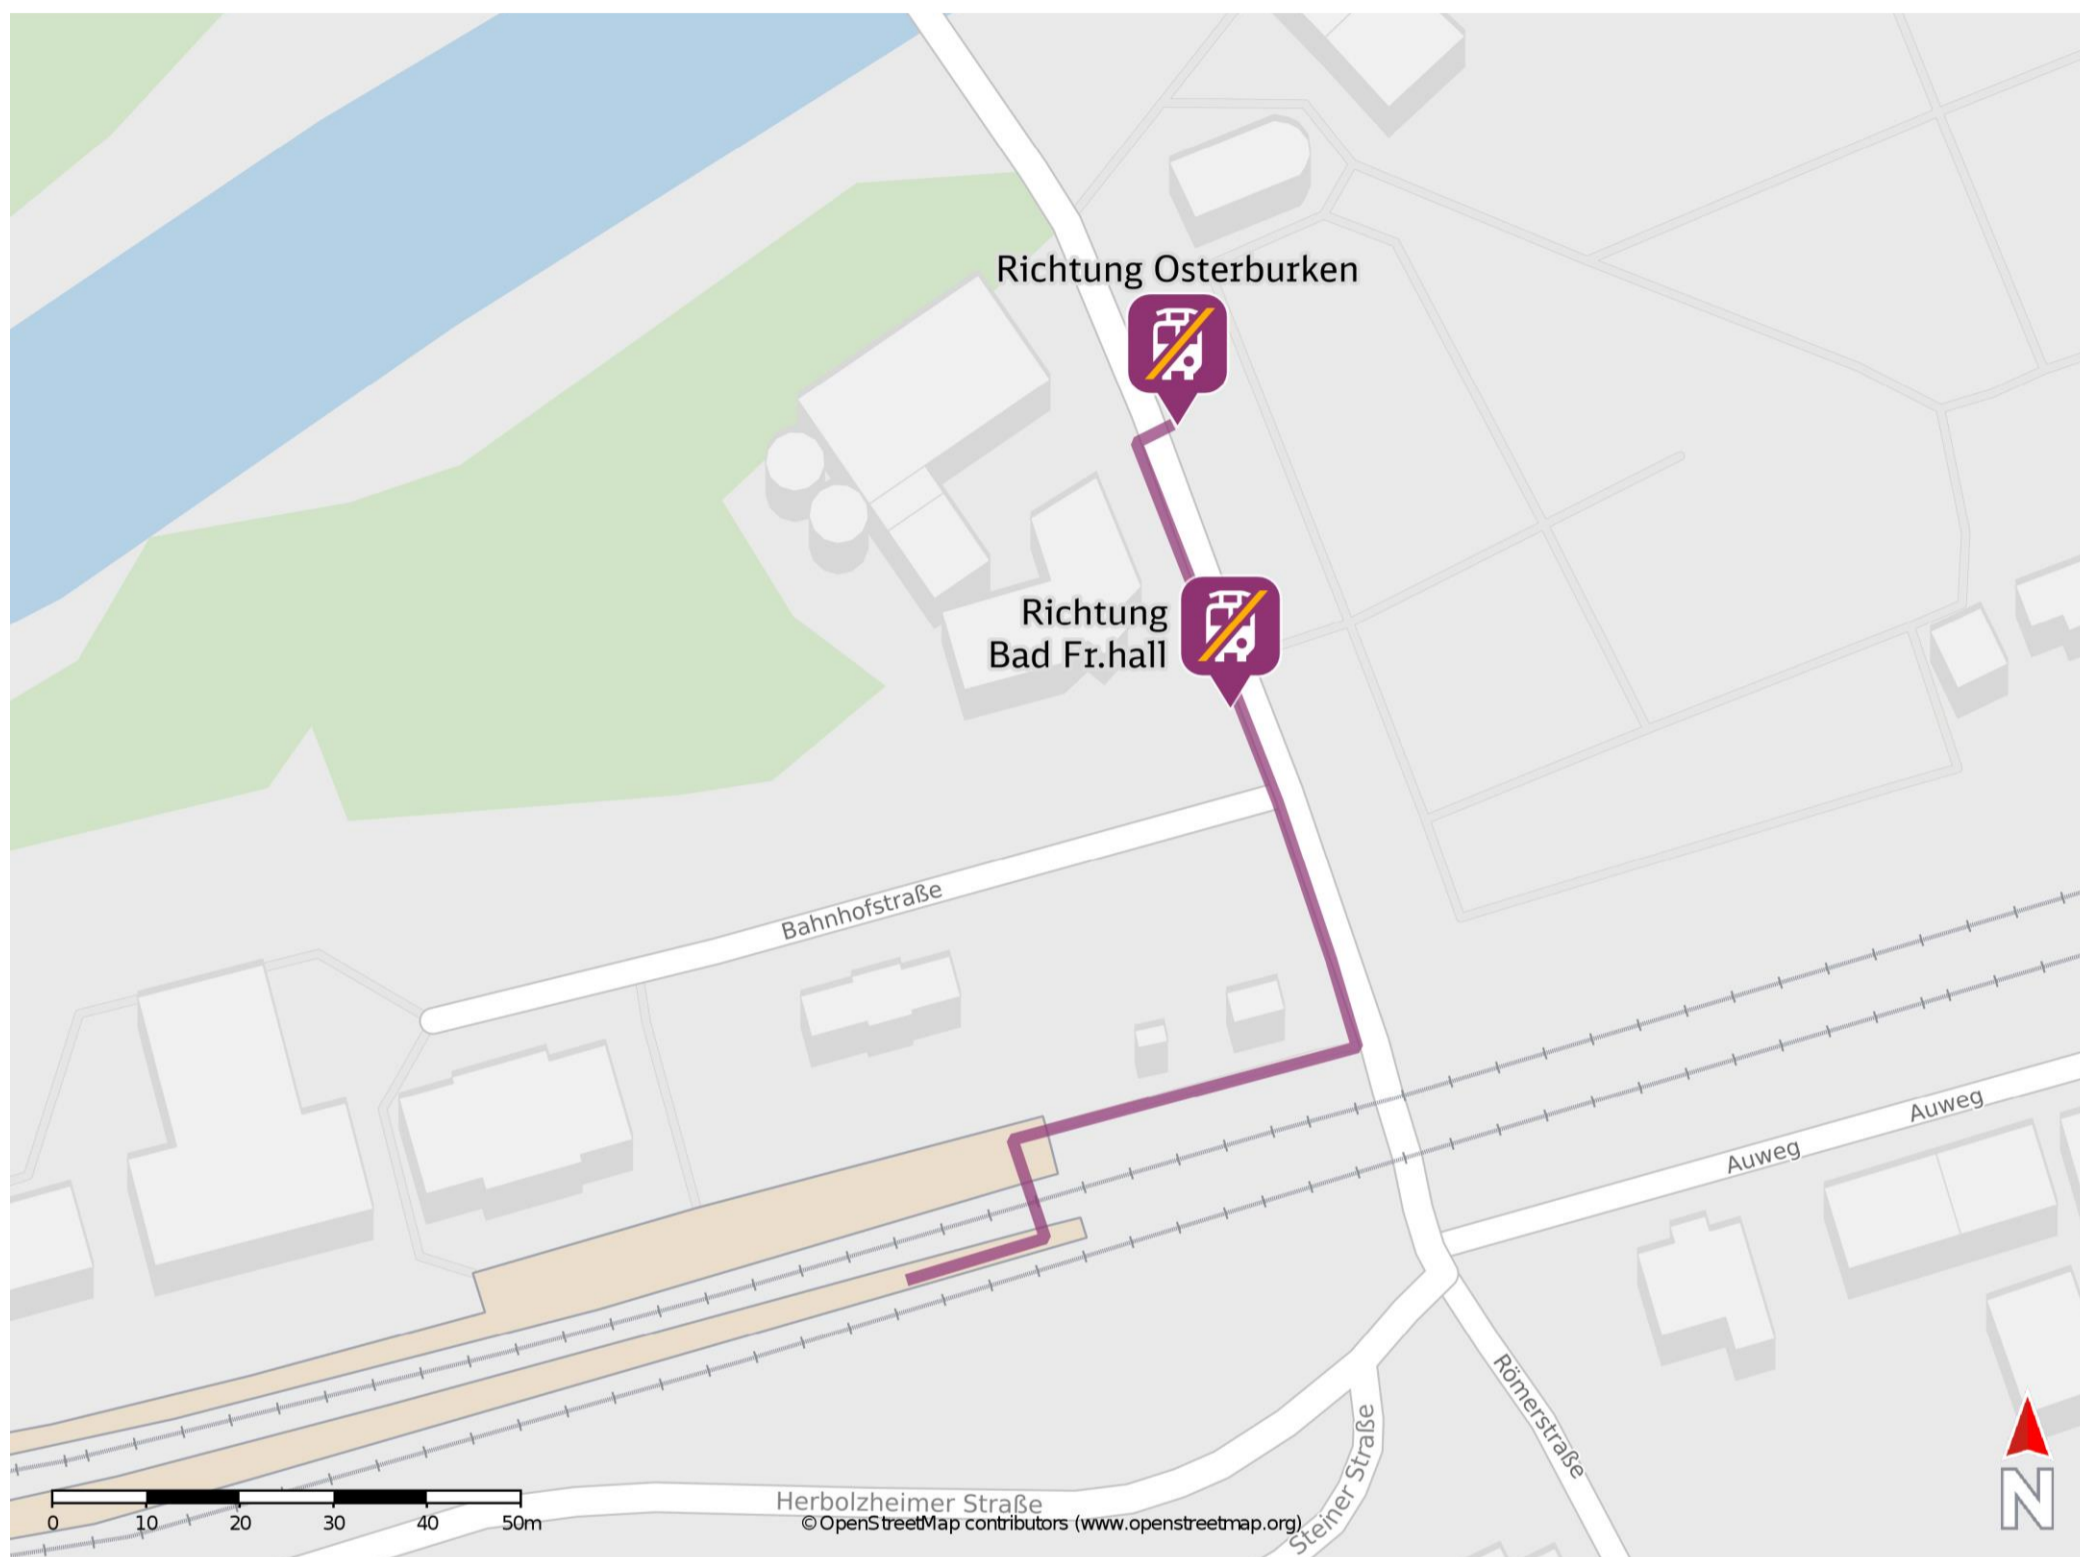 Richtung Osterburken
Richtung
Bad Fr.hall
Bahnhofstraße
Auweg
Auweg
Römerstraße
Steiner Straße
Herbolzheimer Straße
0 10 20 30 40 50m
©OpenStreetMap contributors (www.openstreetmap.org)
N